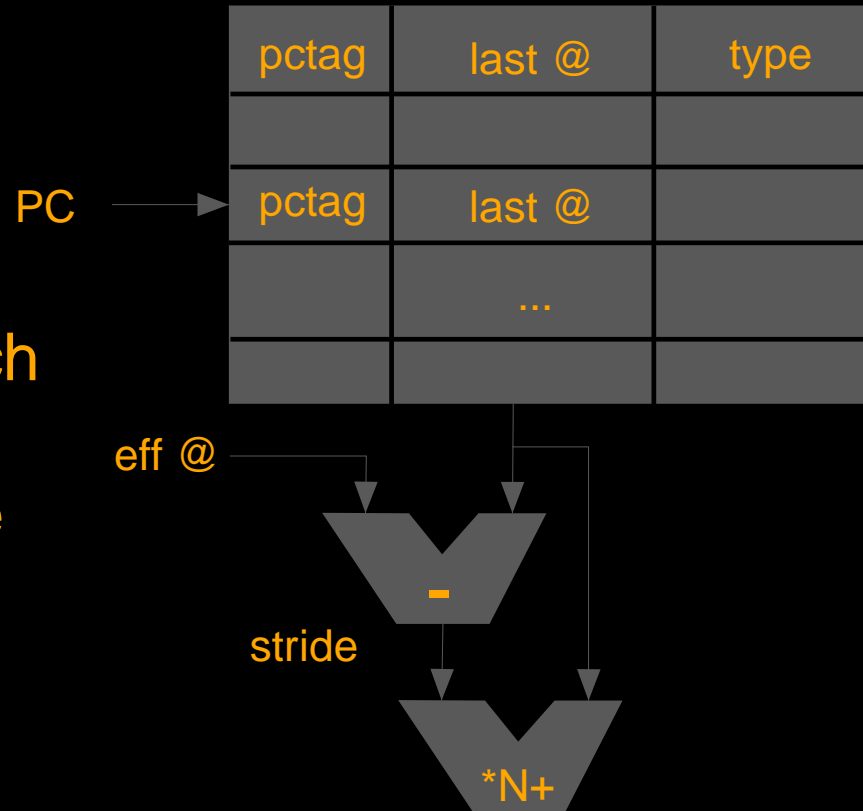 pctag last @ type
PC pctag last @
...
ch
eff @
e
-
stride
*N+